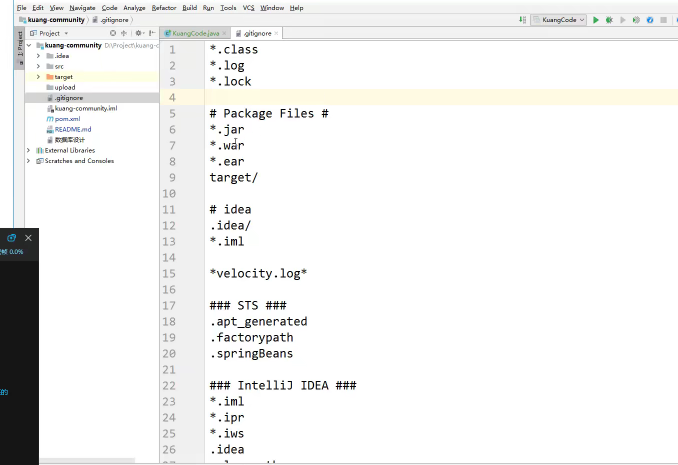 File Edit View Navigate Code Analyze Refactor Build Run Tools VCS Window Help
kuang-community .gitignore KuangCode
Project KuangCode.java .gitignore
1: Project
kuang-community D:\Project\kuang-c
.idea
src
target
upload
.gitignore
kuang-community.iml
pom.xml
README.md
数据库设计
External Libraries
Scratches and Consoles
1 *.class
2 *.log
3 *.lock
4
5 # Package Files #
6 *.jar
7 *.war
8 *.ear
9 target/
10
11 # idea
12 .idea/
13 *.iml
14
15 *velocity.log*
16
17 ### STS ###
18 .apt_generated
19 .factorypath
20 .springBeans
21
22 ### IntelliJ IDEA ###
23 *.iml
24 *.ipr
25 *.iws
26 .idea
帧 0.0%
的